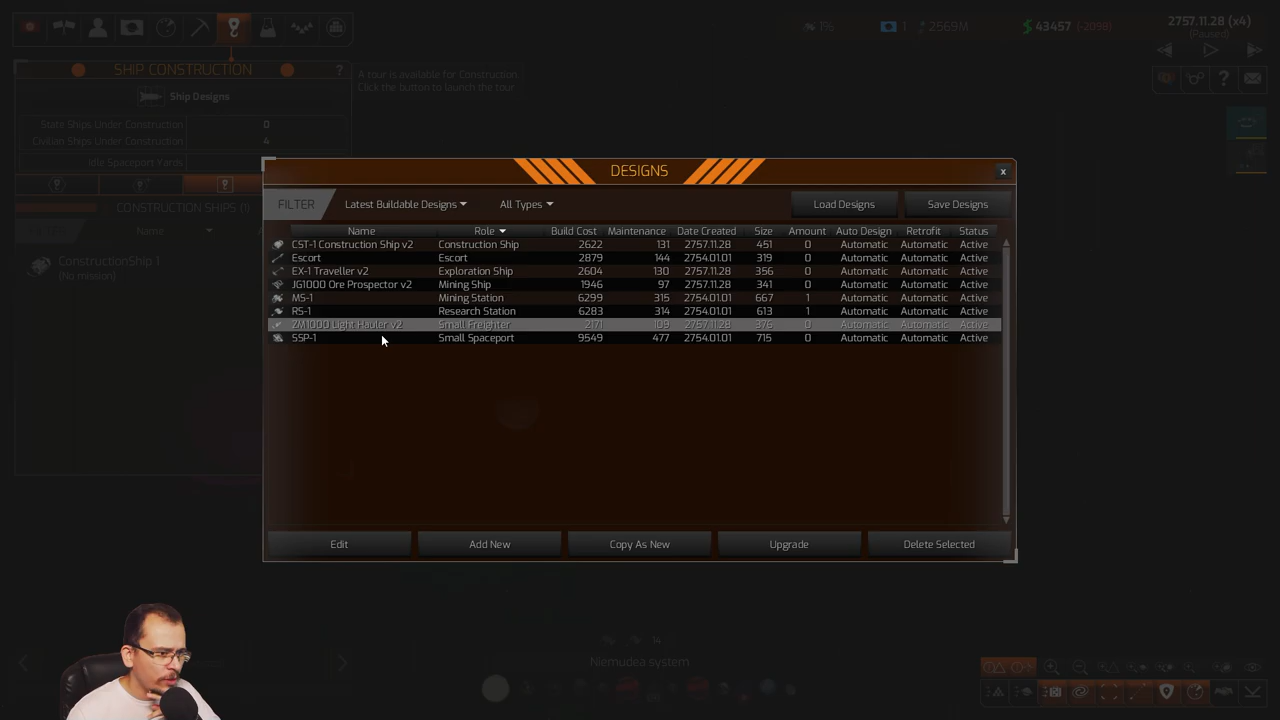 1%
1
2569M
43457 (-2098)
2757.11.28 (x4)
(Paused)
SHIP CONSTRUCTION
?
A tour is available for Construction.
Click the button to launch the tour
Ship Designs
State Ships Under Construction 0
Civilian Ships Under Construction 4
Idle Spaceport Yards
CONSTRUCTION SHIPS (1)
FILTER Name
ConstructionShip 1
(No mission)
DESIGNS
x
FILTER Latest Buildable Designs All Types Load Designs Save Designs
Name Role Build Cost Maintenance Date Created Size Amount Auto Design Retrofit Status
CST-1 Construction Ship v2 Construction Ship 2622 131 2757.11.28 451 0 Automatic Automatic Active
Escort Escort 2879 144 2754.01.01 319 0 Automatic Automatic Active
EX-1 Traveller v2 Exploration Ship 2604 130 2757.11.28 356 0 Automatic Automatic Active
JG1000 Ore Prospector v2 Mining Ship 1946 97 2757.11.28 341 0 Automatic Automatic Active
MS-1 Mining Station 6299 315 2754.01.01 667 1 Automatic Automatic Active
RS-1 Research Station 6283 314 2754.01.01 613 1 Automatic Automatic Active
ZM1000 Light Hauler v2 Small Freighter 2171 109 2757.11.28 376 0 Automatic Automatic Active
SSP-1 Small Spaceport 9549 477 2754.01.01 715 0 Automatic Automatic Active
Edit Add New Copy As New Upgrade Delete Selected
Niemudea system